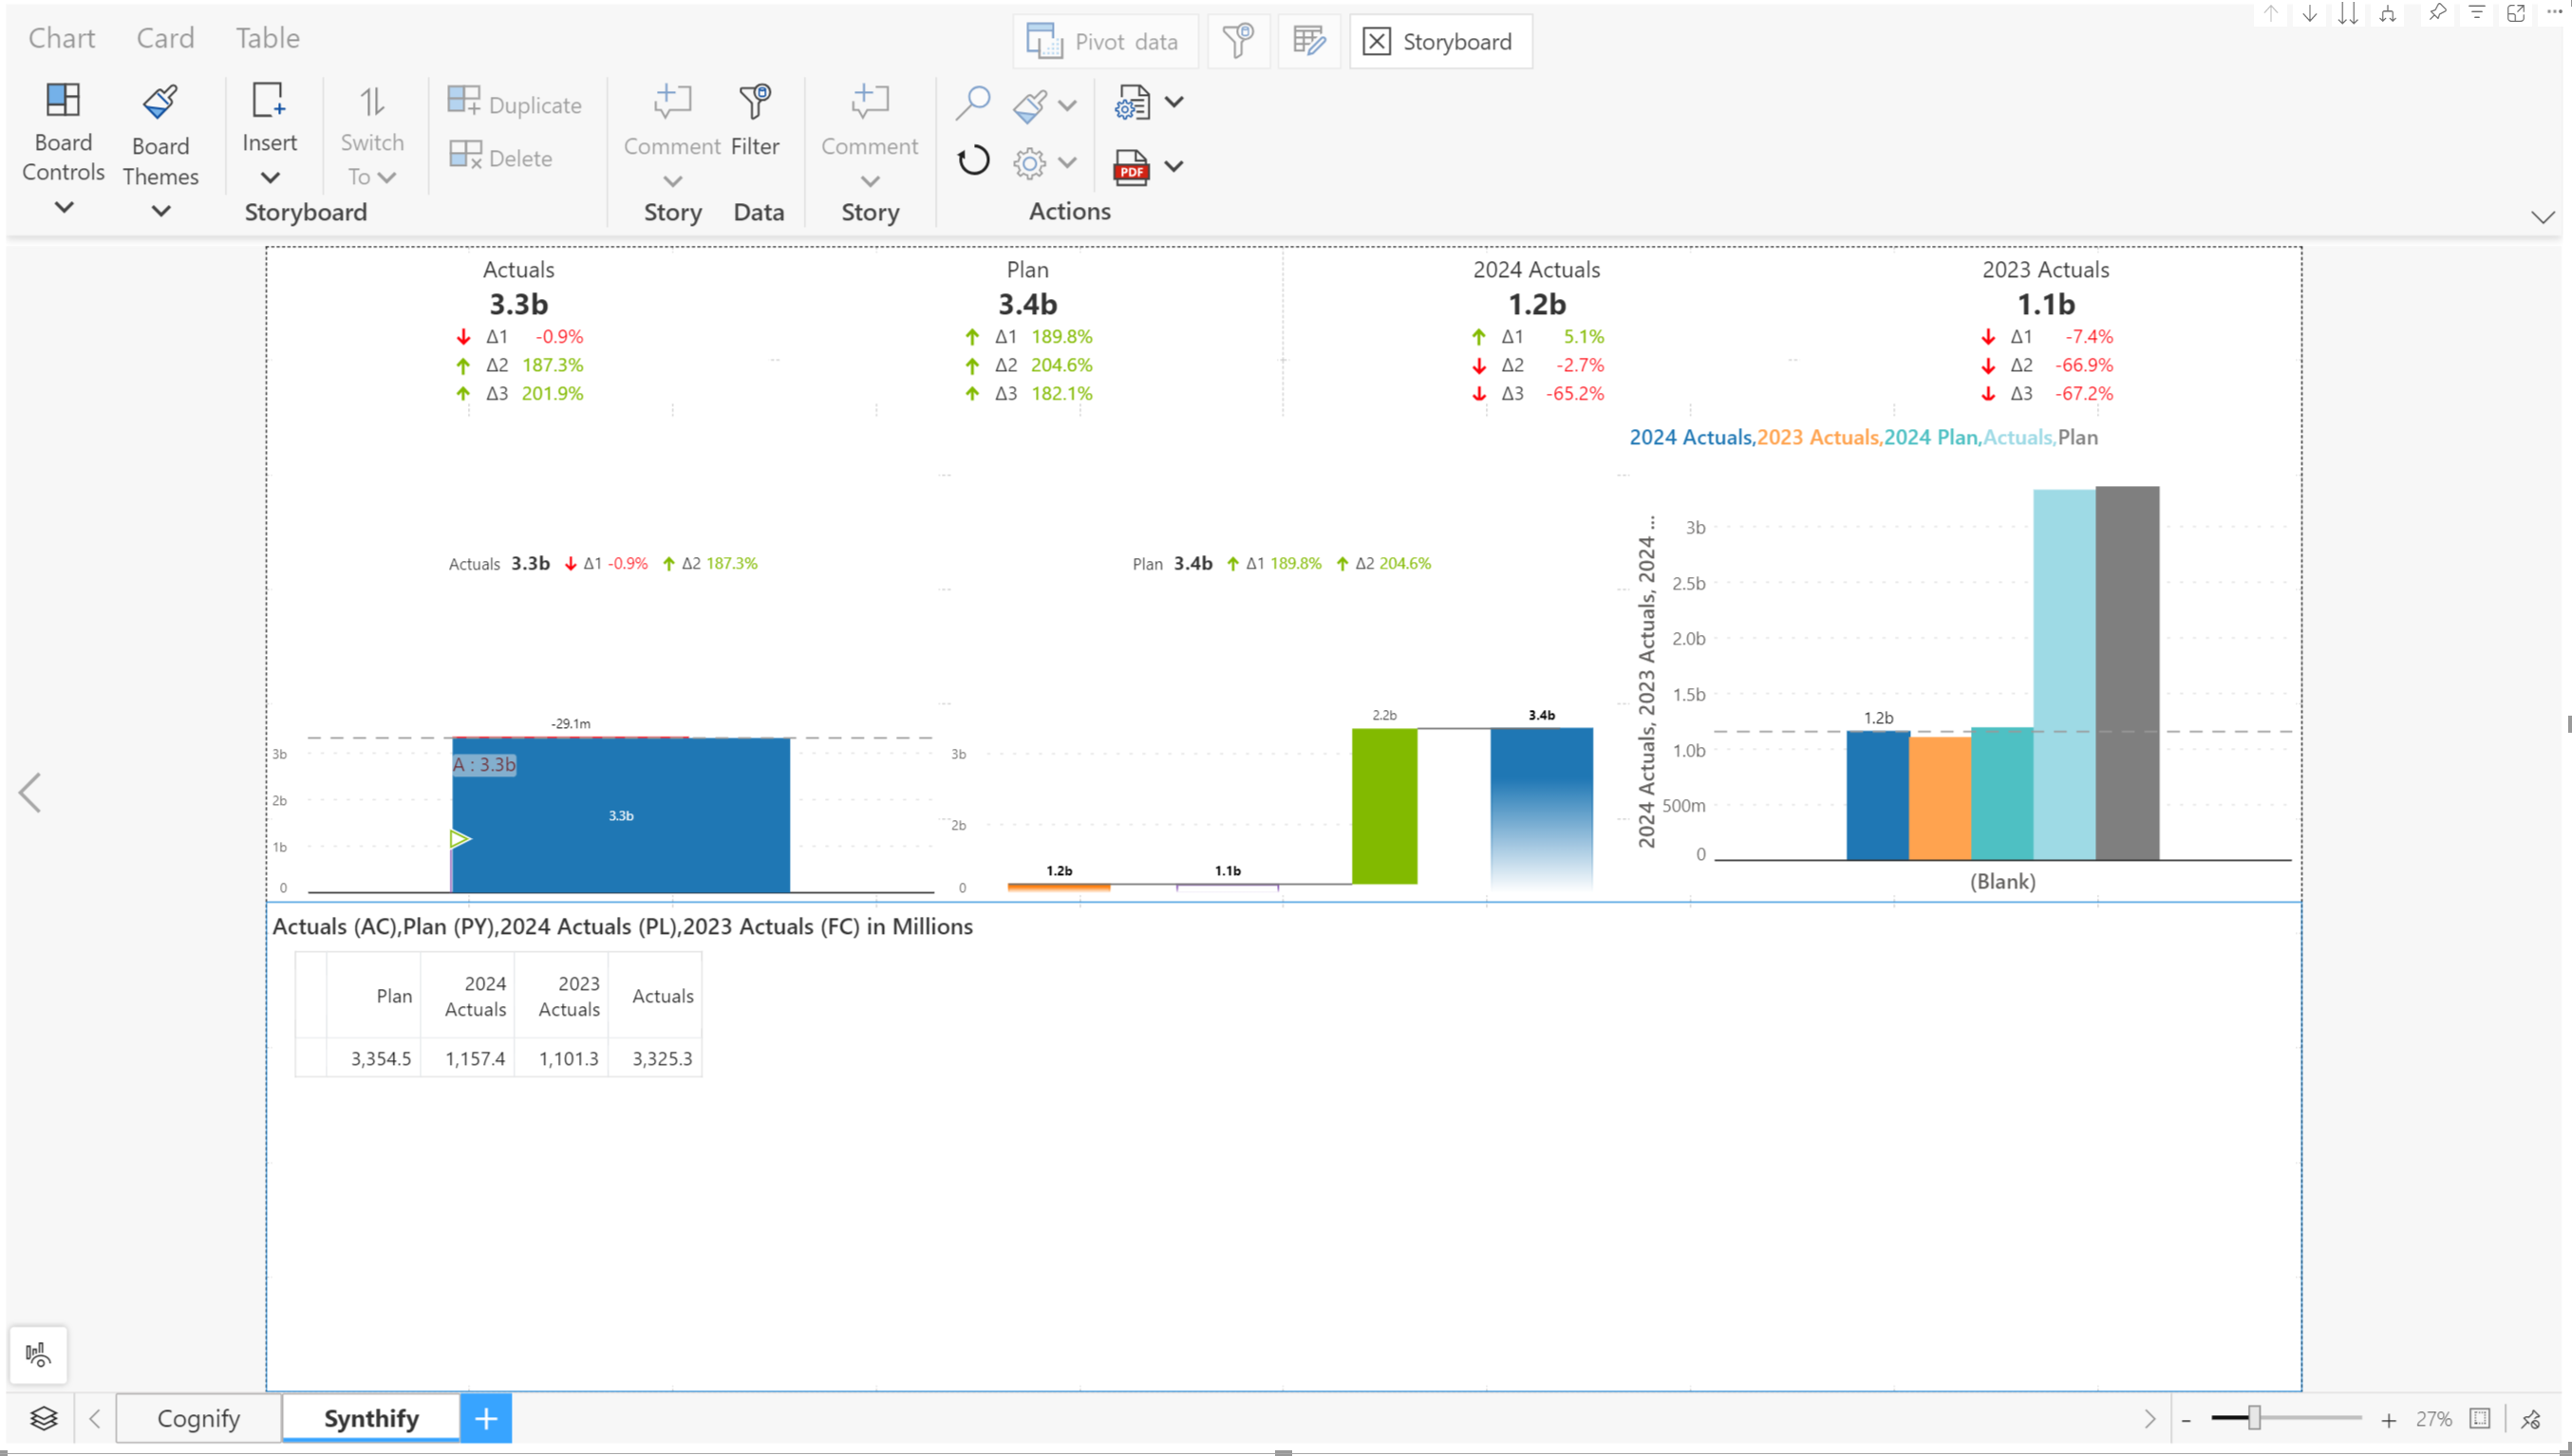 Chart Card Table
Pivot data
Storyboard
Board Controls
Board Themes
Insert
Switch To
Duplicate
Delete
Storyboard
Comment
Filter
Story Data
Comment
Story
PDF
Actions
Actuals
3.3b
Δ1 -0.9%
Δ2 187.3%
Δ3 201.9%
Plan
3.4b
Δ1 189.8%
Δ2 204.6%
Δ3 182.1%
2024 Actuals
1.2b
Δ1 5.1%
Δ2 -2.7%
Δ3 -65.2%
2023 Actuals
1.1b
Δ1 -7.4%
Δ2 -66.9%
Δ3 -67.2%
Actuals 3.3b Δ1 -0.9% Δ2 187.3%
-29.1m
3b
A : 3.3b
2b
3.3b
1b
0
Plan 3.4b Δ1 189.8% Δ2 204.6%
2.2b
3.4b
3b
2b
1.2b
1.1b
0
2024 Actuals,2023 Actuals,2024 Plan,Actuals,Plan
2024 Actuals, 2023 Actuals, 2024 ...
3b
2.5b
2.0b
1.5b
1.2b
1.0b
500m
0
(Blank)
Actuals (AC),Plan (PY),2024 Actuals (PL),2023 Actuals (FC) in Millions
Plan
2024 Actuals
2023 Actuals
Actuals
3,354.5 1,157.4 1,101.3 3,325.3
Cognify
Synthify
+
- + 27%